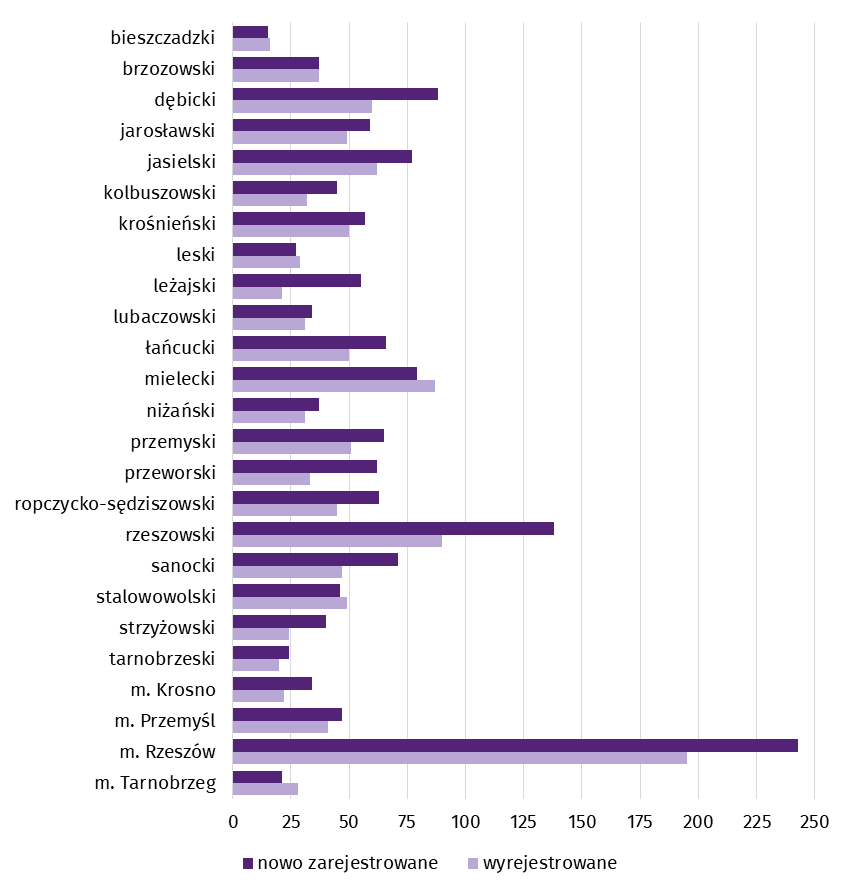 bieszczadzki
brzozowski
dębicki
jarosławski
jasielski
kolbuszowski
krośnieński
leski
leżajski
lubaczowski
łańcucki
mielecki
niżański
przemyski
przeworski
ropczycko-sędziszowski
rzeszowski
sanocki
stalowowolski
strzyżowski
tarnobrzeski
m. Krosno
m. Przemyśl
m. Rzeszów
m. Tarnobrzeg
0 25 50 75 100 125 150 175 200 225 250
nowo zarejestrowane wyrejestrowane